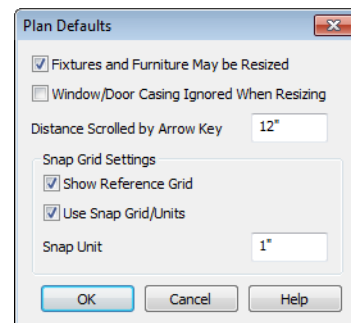 Plan Defaults
Fixtures and Furniture May be Resized
Window/Door Casing Ignored When Resizing
Distance Scrolled by Arrow Key 12"
Snap Grid Settings
Show Reference Grid
Use Snap Grid/Units
Snap Unit 1"
OK Cancel Help